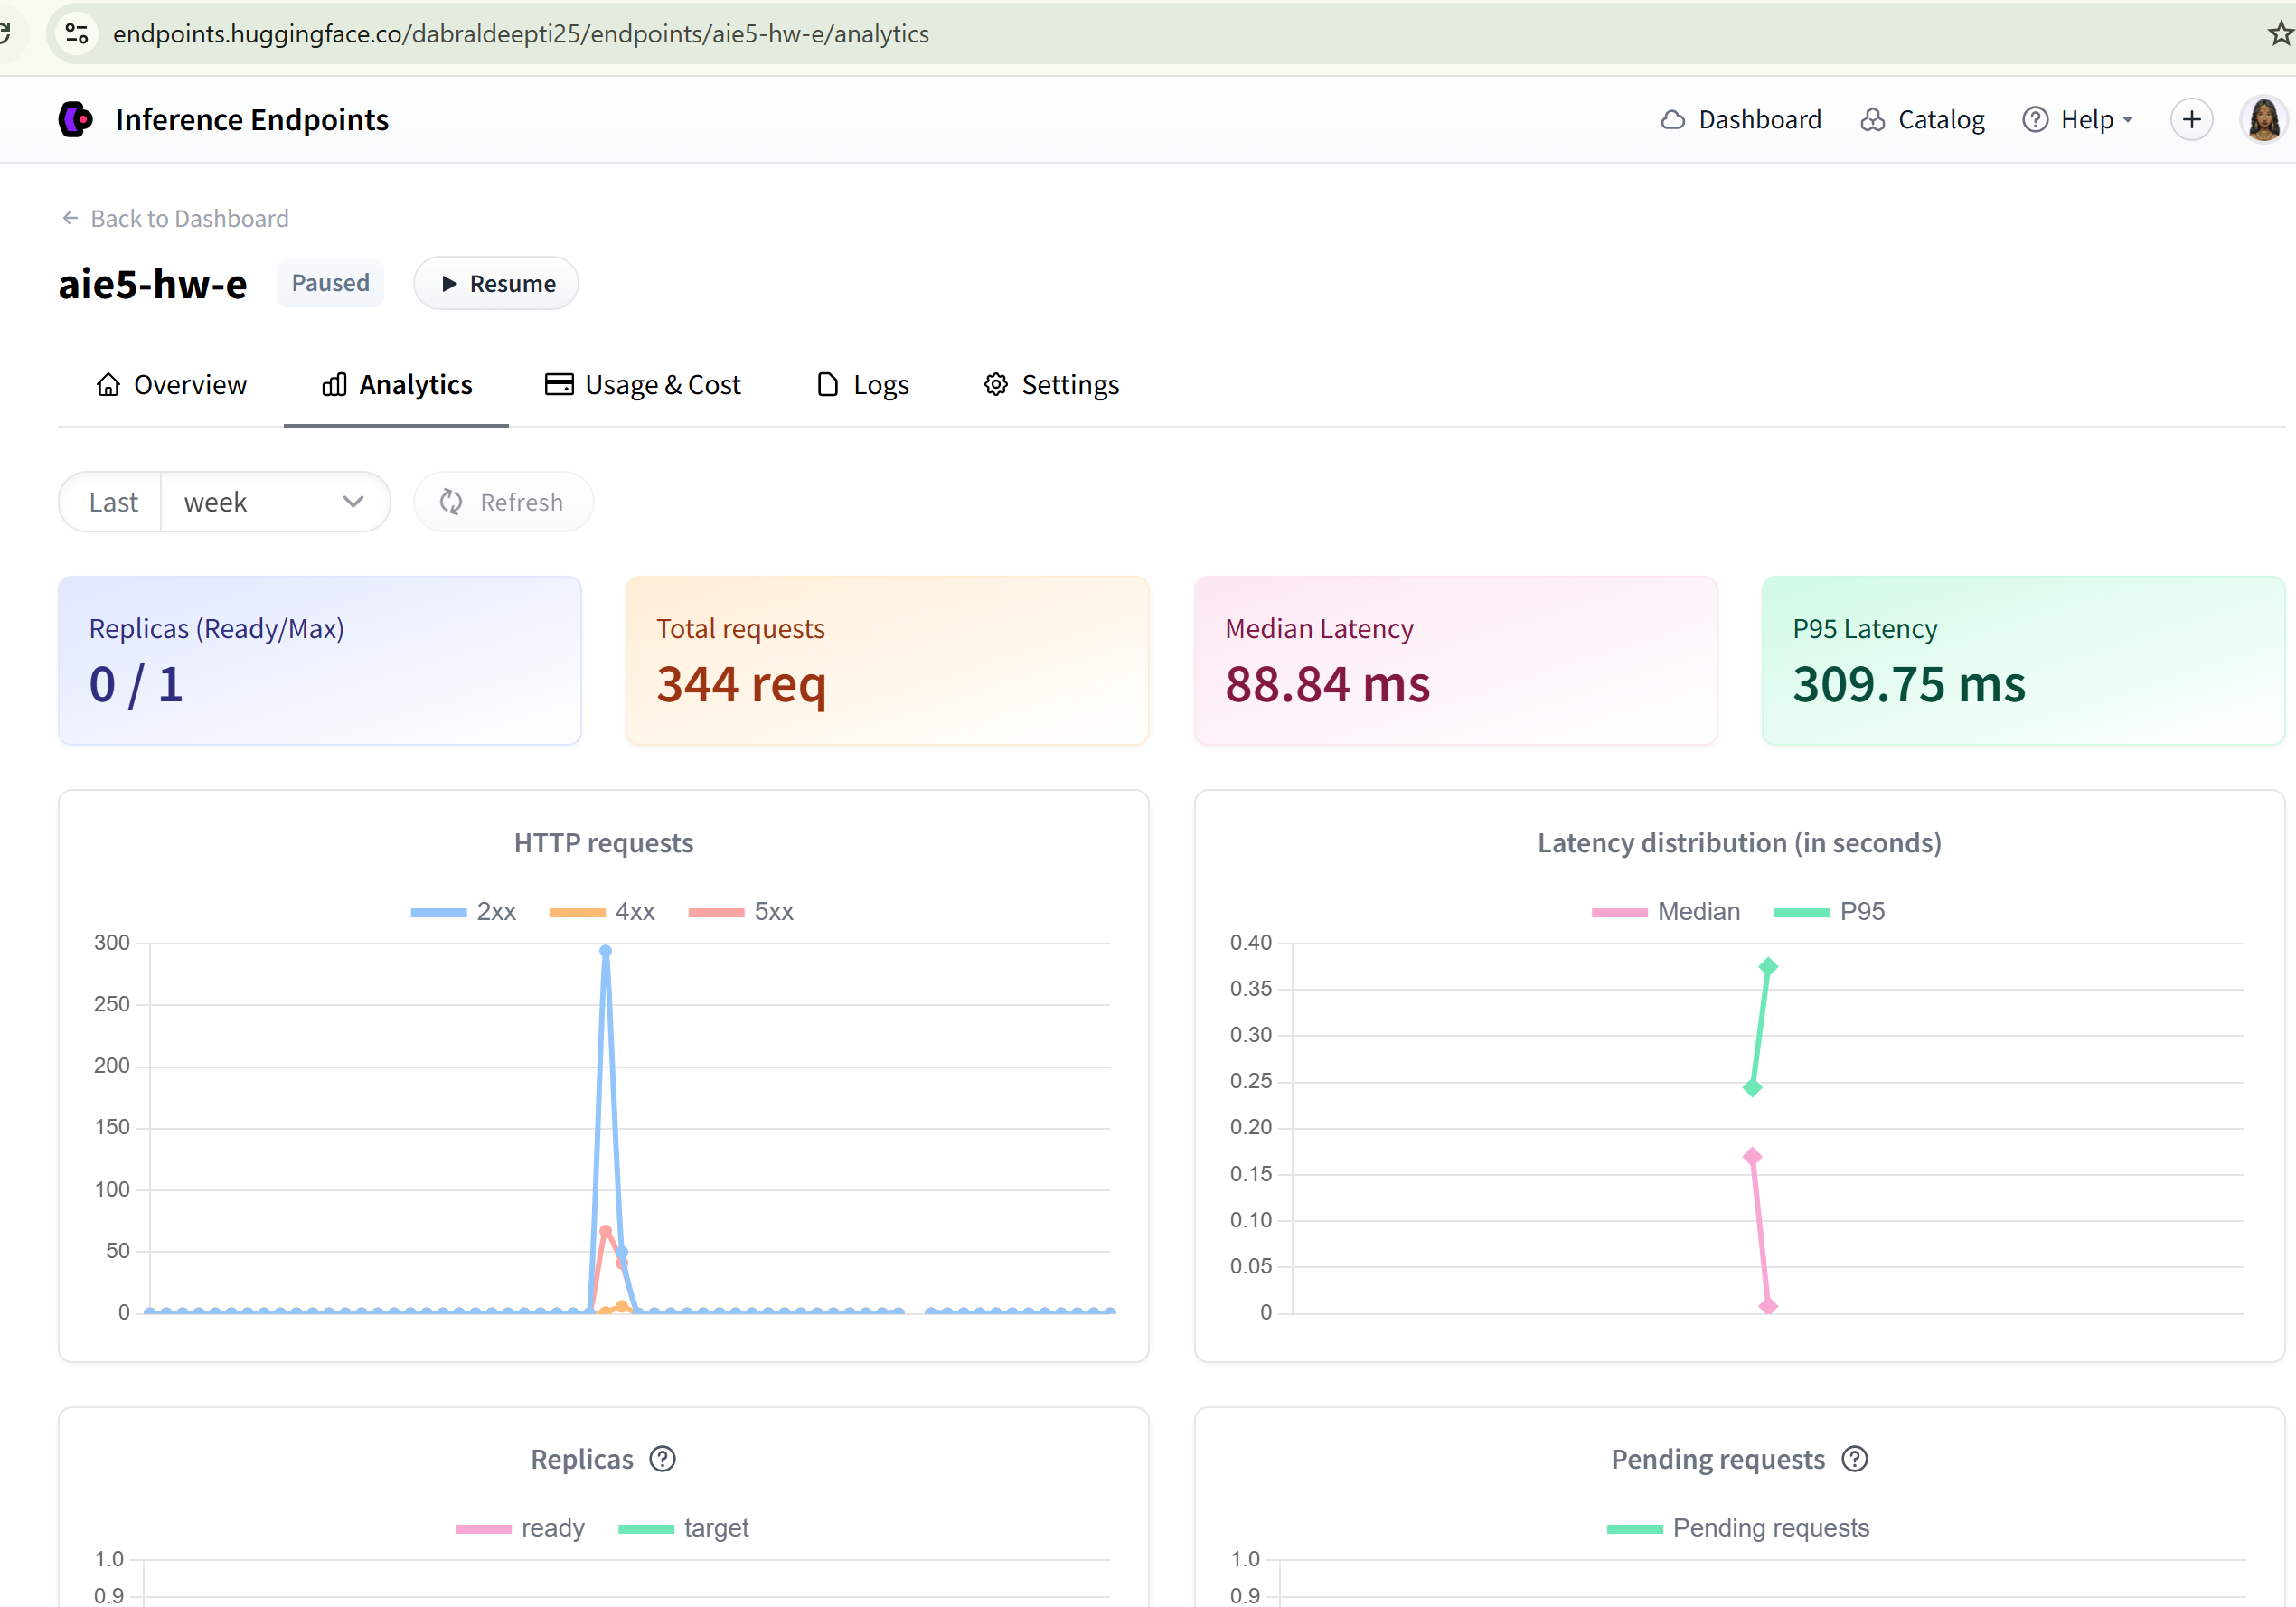 endpoints.huggingface.co/dabraldeepti25/endpoints/aie5-hw-e/analytics
Inference Endpoints
Dashboard
Catalog
Help
Back to Dashboard
aie5-hw-e
Paused
Resume
Overview
Analytics
Usage & Cost
Logs
Settings
Last
week
Refresh
Replicas (Ready/Max)
0 / 1
Total requests
344 req
Median Latency
88.84 ms
P95 Latency
309.75 ms
HTTP requests
2xx
4xx
5xx
300
250
200
150
100
50
0
Latency distribution (in seconds)
Median
P95
0.40
0.35
0.30
0.25
0.20
0.15
0.10
0.05
0
Replicas
ready
target
1.0
0.9
Pending requests
Pending requests
1.0
0.9